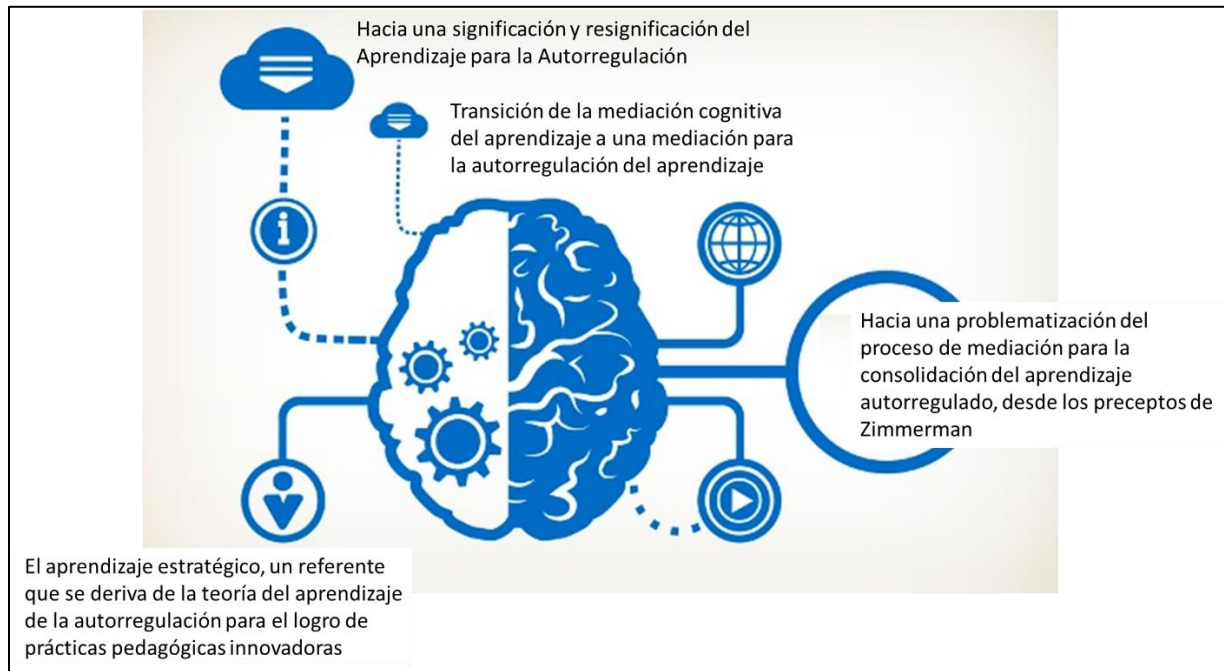 Hacia una significación y resignificación del
Aprendizaje para la Autorregulación
Transición de la mediación cognitiva
del aprendizaje a una mediación para
la autorregulación del aprendizaje
i
Hacia una problematización del
proceso de mediación para la
consolidación del aprendizaje
autorregulado, desde los preceptos de
Zimmerman
El aprendizaje estratégico, un referente
que se deriva de la teoría del aprendizaje
de la autorregulación para el logro de
prácticas pedagógicas innovadoras